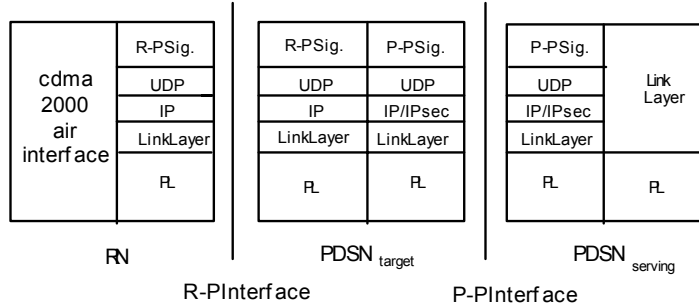 cdma
2000
air
interface
R-PSig.
UDP
IP
LinkLayer
PL
R-PSig.
UDP
IP
LinkLayer
PL
P-PSig.
UDP
IP/IPsec
LinkLayer
PL
P-PSig.
UDP
IP/IPsec
LinkLayer
PL
Link
Layer
PL
RN
PDSN target
PDSN serving
R-PInterface
P-PInterface